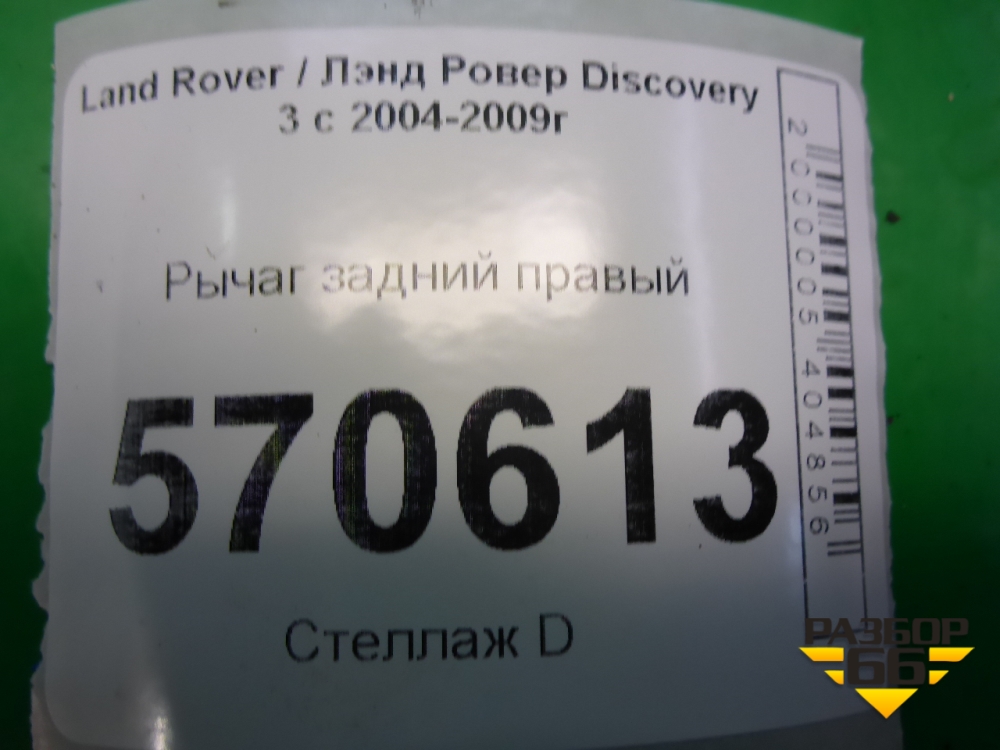 Land Rover / Лэнд Ровер Discovery
3 с 2004-2009г
Рычаг задний правый
570613
Стеллаж D
2000005404856
РАЗБОР
66